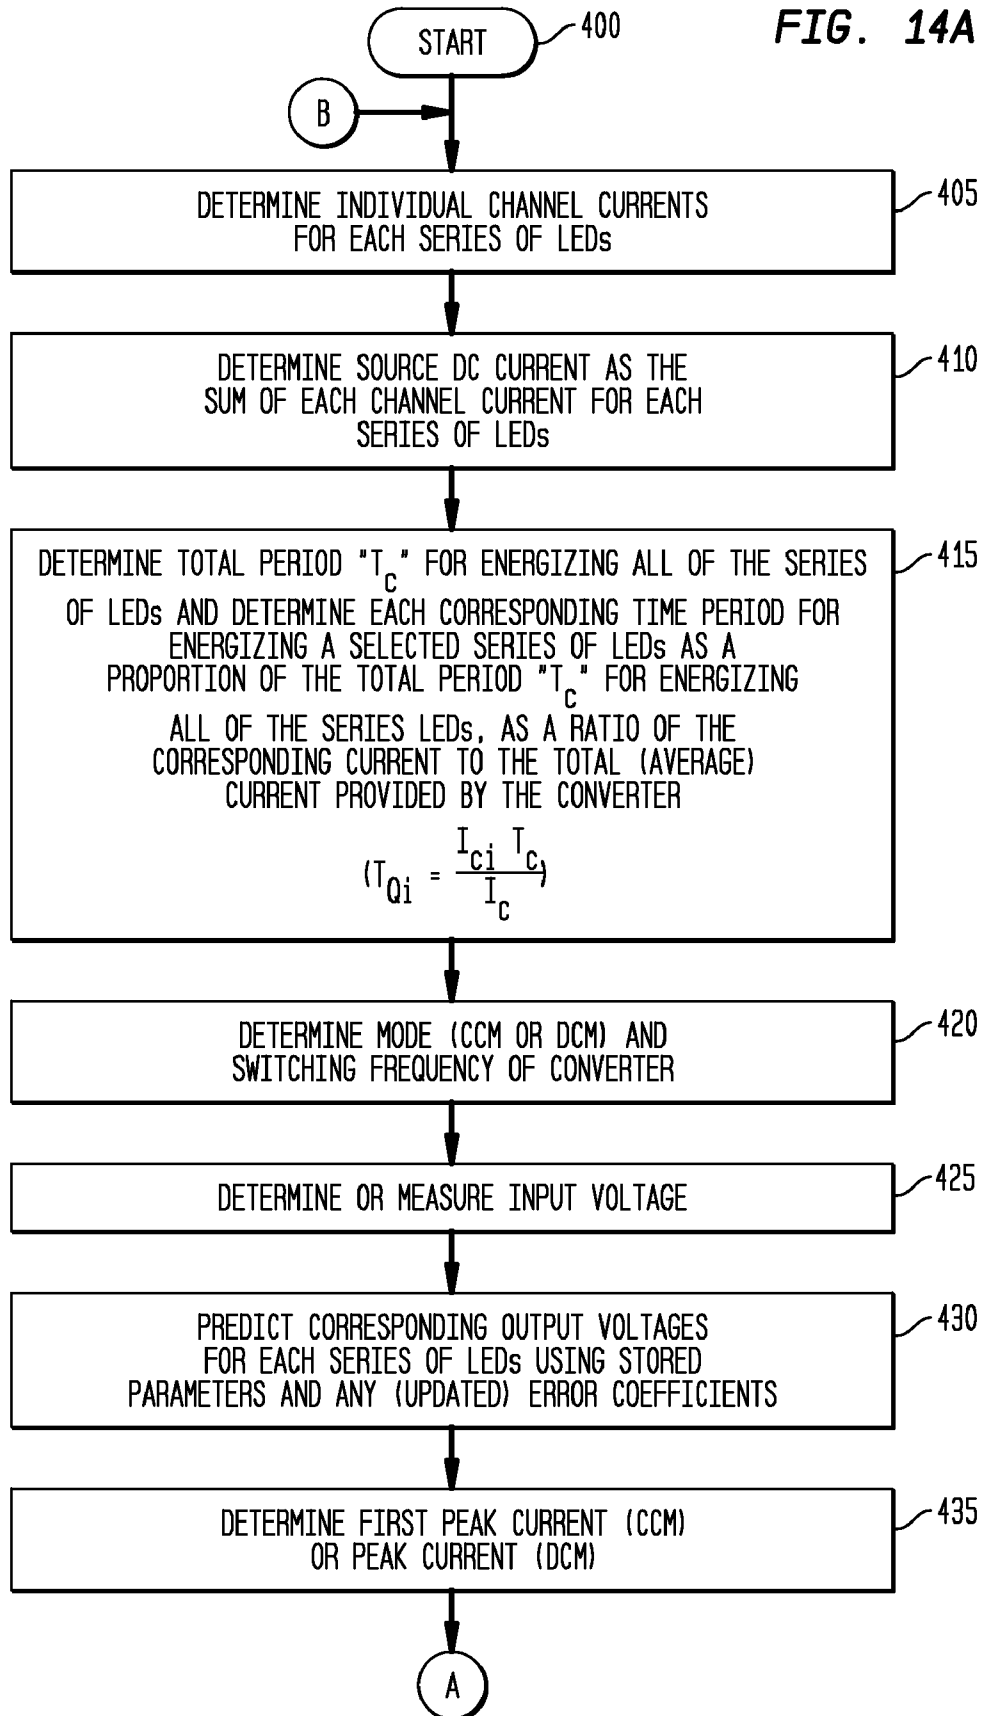 FIG. 14A
START
400
B
DETERMINE INDIVIDUAL CHANNEL CURRENTS
FOR EACH SERIES OF LEDs
405
DETERMINE SOURCE DC CURRENT AS THE
SUM OF EACH CHANNEL CURRENT FOR EACH
SERIES OF LEDs
410
DETERMINE TOTAL PERIOD "T_c" FOR ENERGIZING ALL OF THE SERIES
OF LEDs AND DETERMINE EACH CORRESPONDING TIME PERIOD FOR
ENERGIZING A SELECTED SERIES OF LEDs AS A
PROPORTION OF THE TOTAL PERIOD "T_c" FOR ENERGIZING
ALL OF THE SERIES LEDs, AS A RATIO OF THE
CORRESPONDING CURRENT TO THE TOTAL (AVERAGE)
CURRENT PROVIDED BY THE CONVERTER
(T_Qi = I_ci T_c / I_c)
415
DETERMINE MODE (CCM OR DCM) AND
SWITCHING FREQUENCY OF CONVERTER
420
DETERMINE OR MEASURE INPUT VOLTAGE
425
PREDICT CORRESPONDING OUTPUT VOLTAGES
FOR EACH SERIES OF LEDs USING STORED
PARAMETERS AND ANY (UPDATED) ERROR COEFFICIENTS
430
DETERMINE FIRST PEAK CURRENT (CCM)
OR PEAK CURRENT (DCM)
435
A